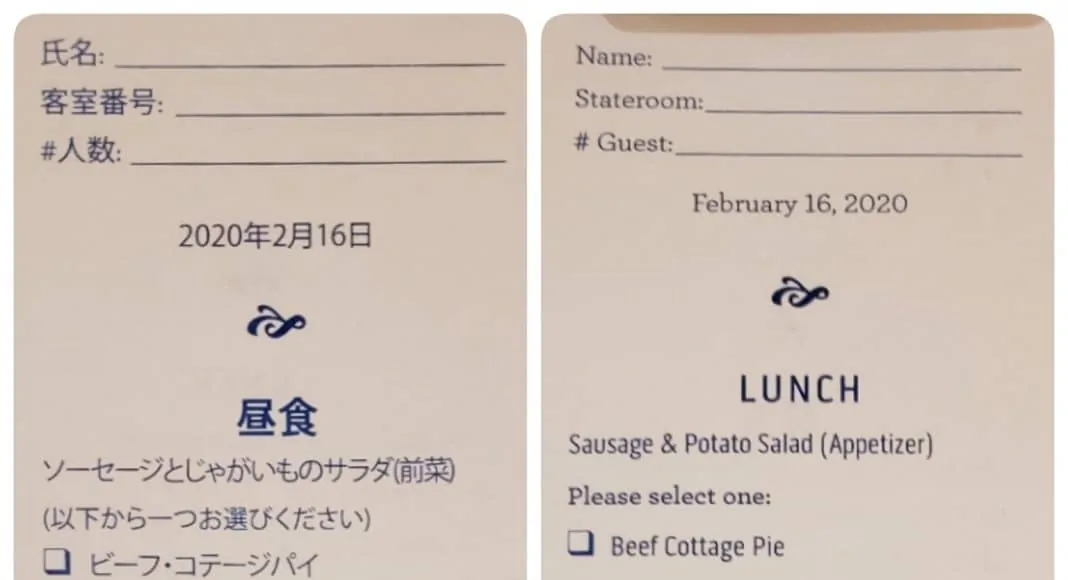 氏名:
客室番号:
#人数:
2020年2月16日
昼食
ソーセージとじゃがいものサラダ(前菜)
(以下から一つお選びください)
❏ ビーフ・コテージパイ
Name:
Stateroom:
# Guest:
February 16, 2020
LUNCH
Sausage & Potato Salad (Appetizer)
Please select one:
❏ Beef Cottage Pie